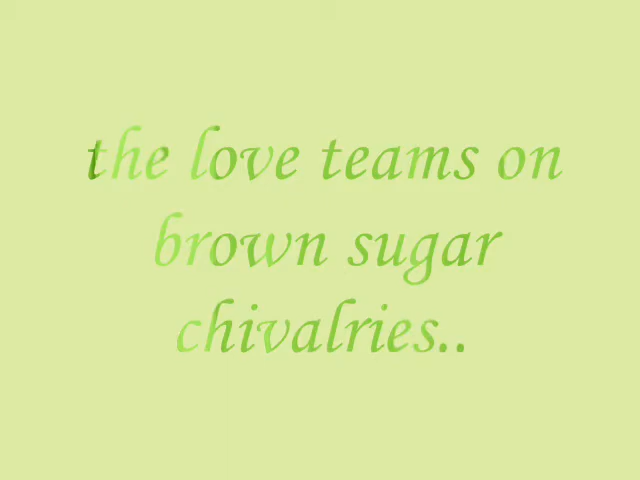 the love teams on
brown sugar
chivalries..